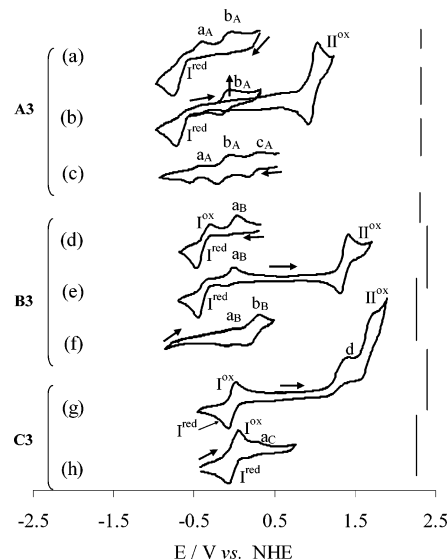 a_A b_A
(a) II^ox
I^red
b_A
A3 (b)
I^red
a_A b_A c_A
(c)
I^ox a_B
(d) II^ox
I^red
a_B
B3 (e)
I^red
a_B b_B II^ox
(f)
d
I^ox
(g)
I^red
C3 I^ox
a_C
(h)
I^red
-2.5 -1.5 -0.5 0.5 1.5 2.5
E / V vs. NHE